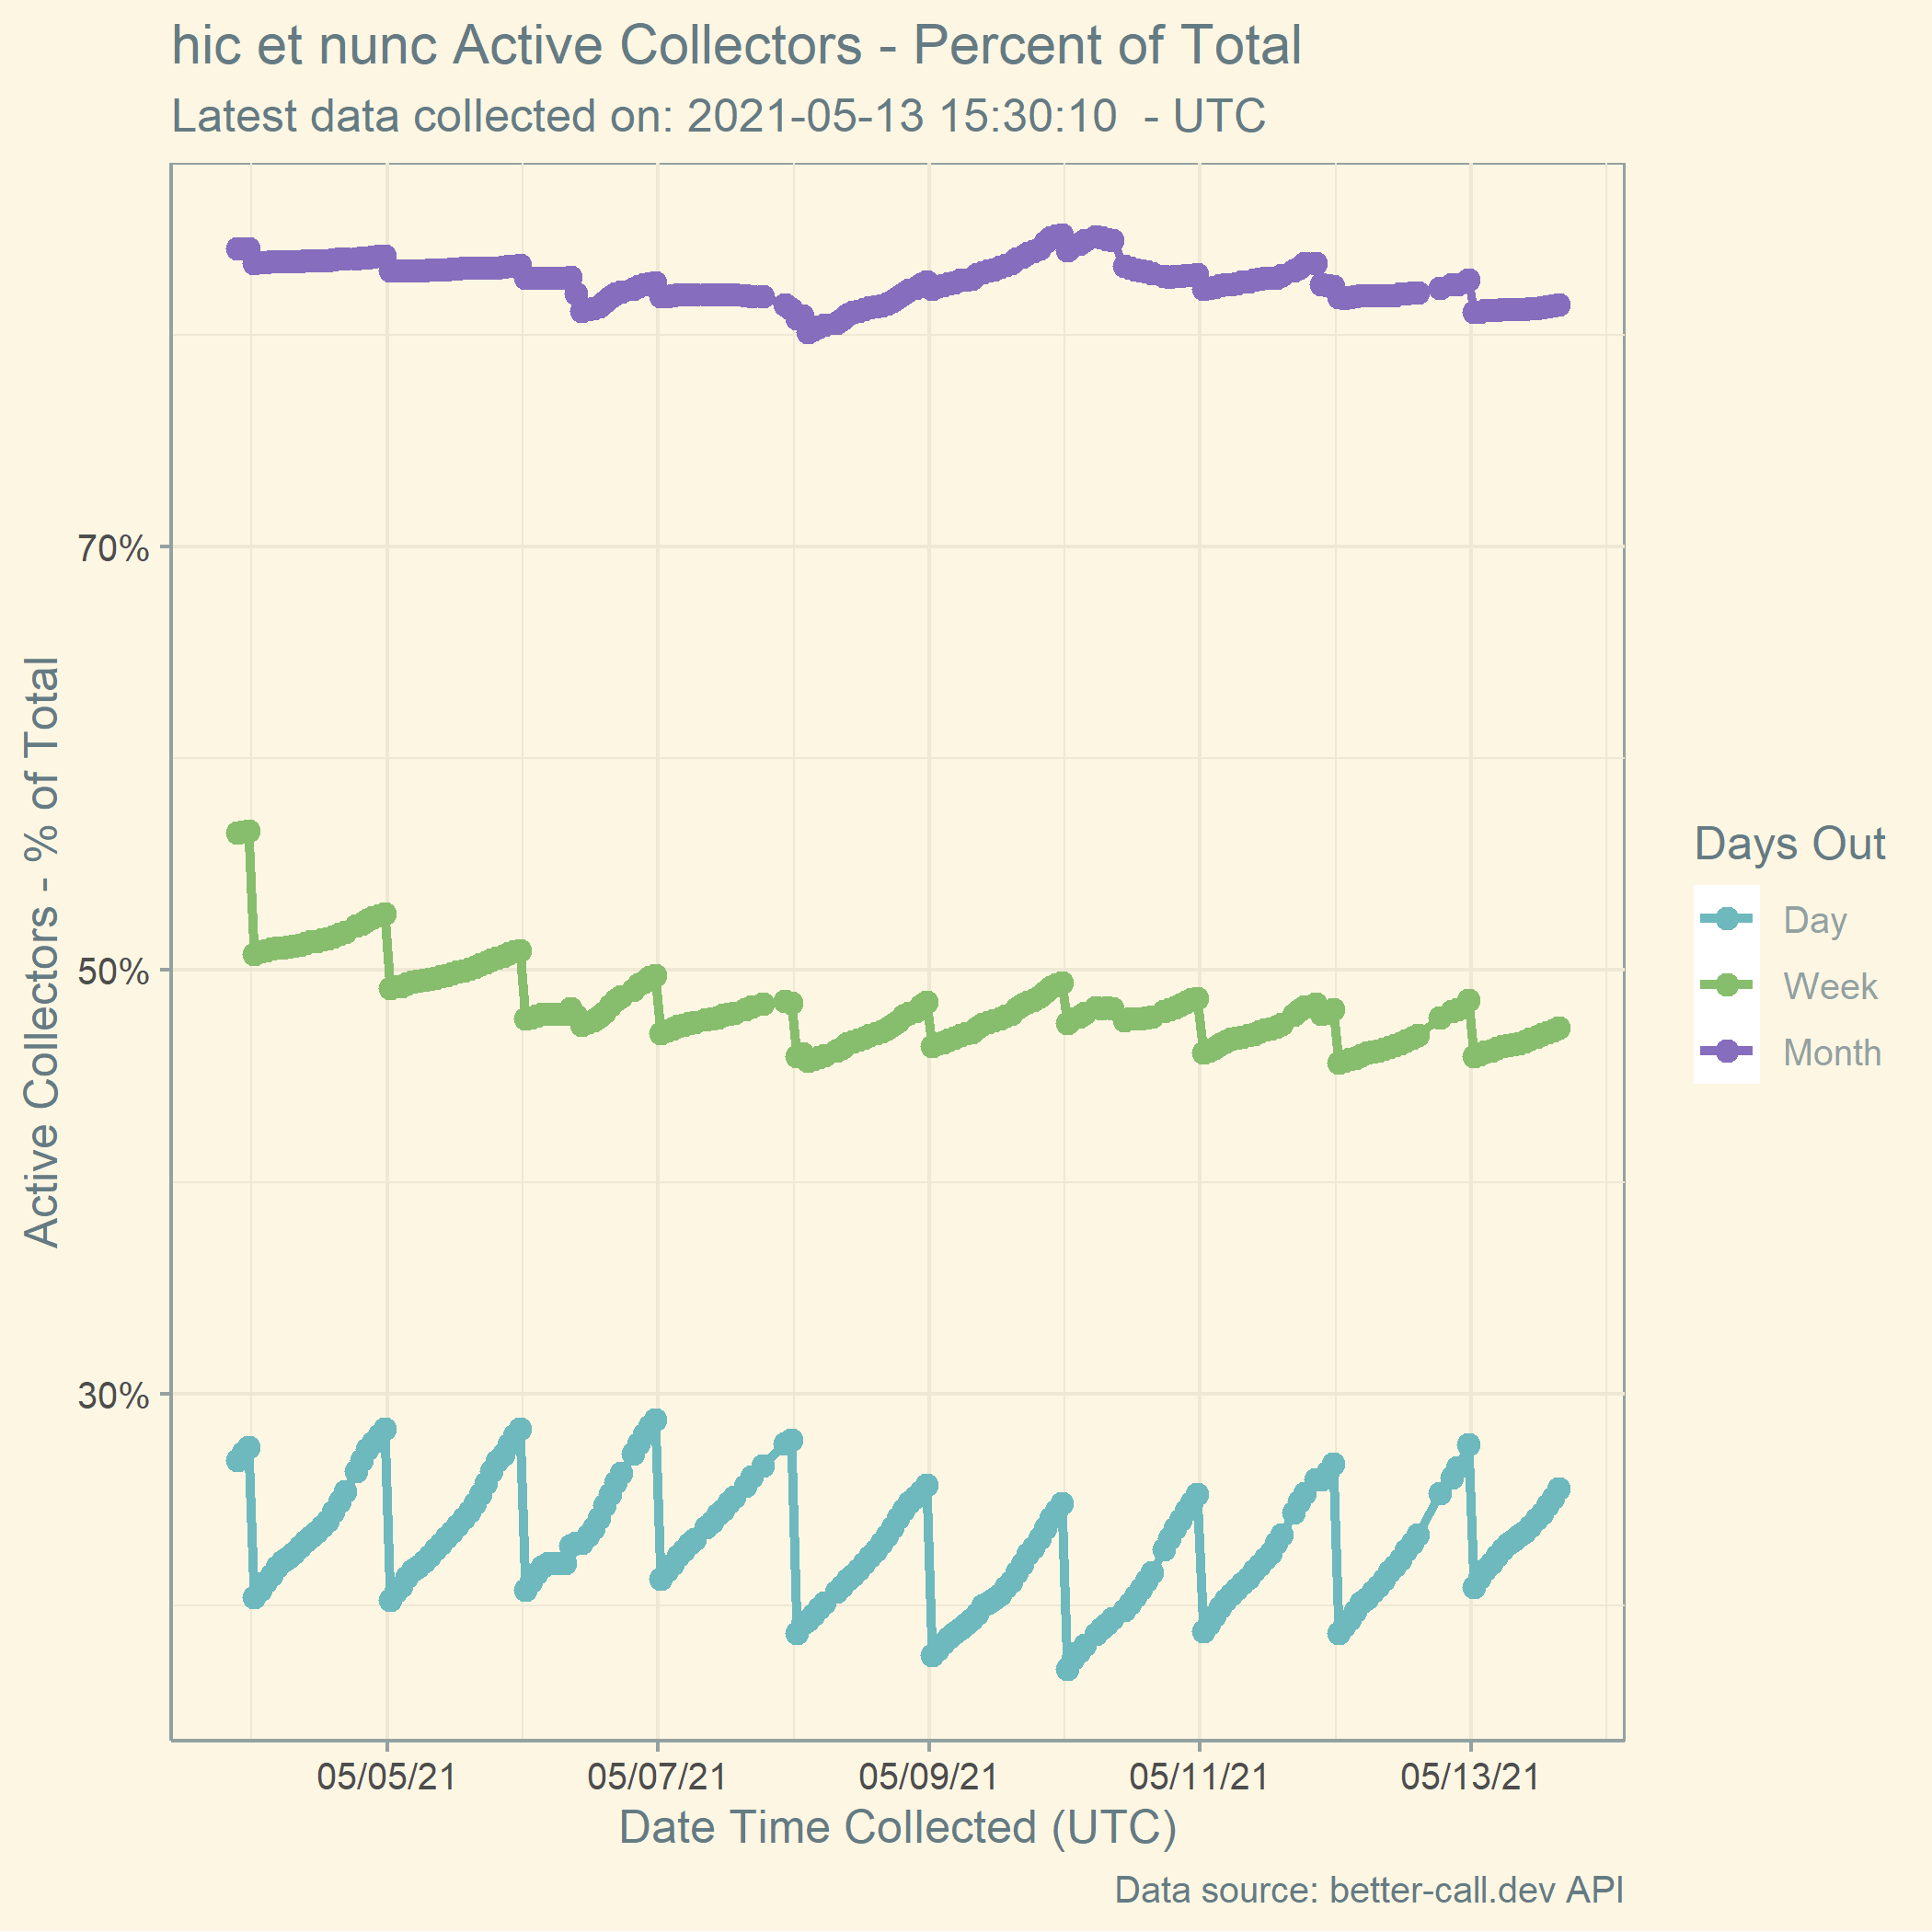 hic et nunc Active Collectors - Percent of Total
Latest data collected on: 2021-05-13 15:30:10  - UTC
Active Collectors - % of Total
70%
50%
30%
05/05/21
05/07/21
05/09/21
05/11/21
05/13/21
Date Time Collected (UTC)
Days Out
Day
Week
Month
Data source: better-call.dev API